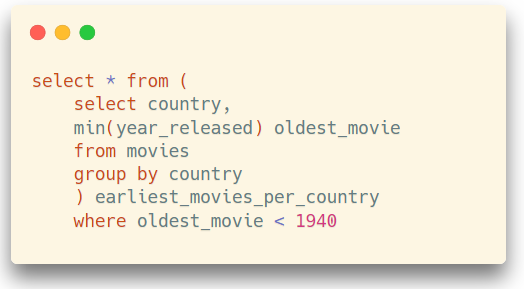 select * from (
select country,
min(year_released) oldest_movie
from movies
group by country
) earliest_movies_per_country
where oldest_movie < 1940